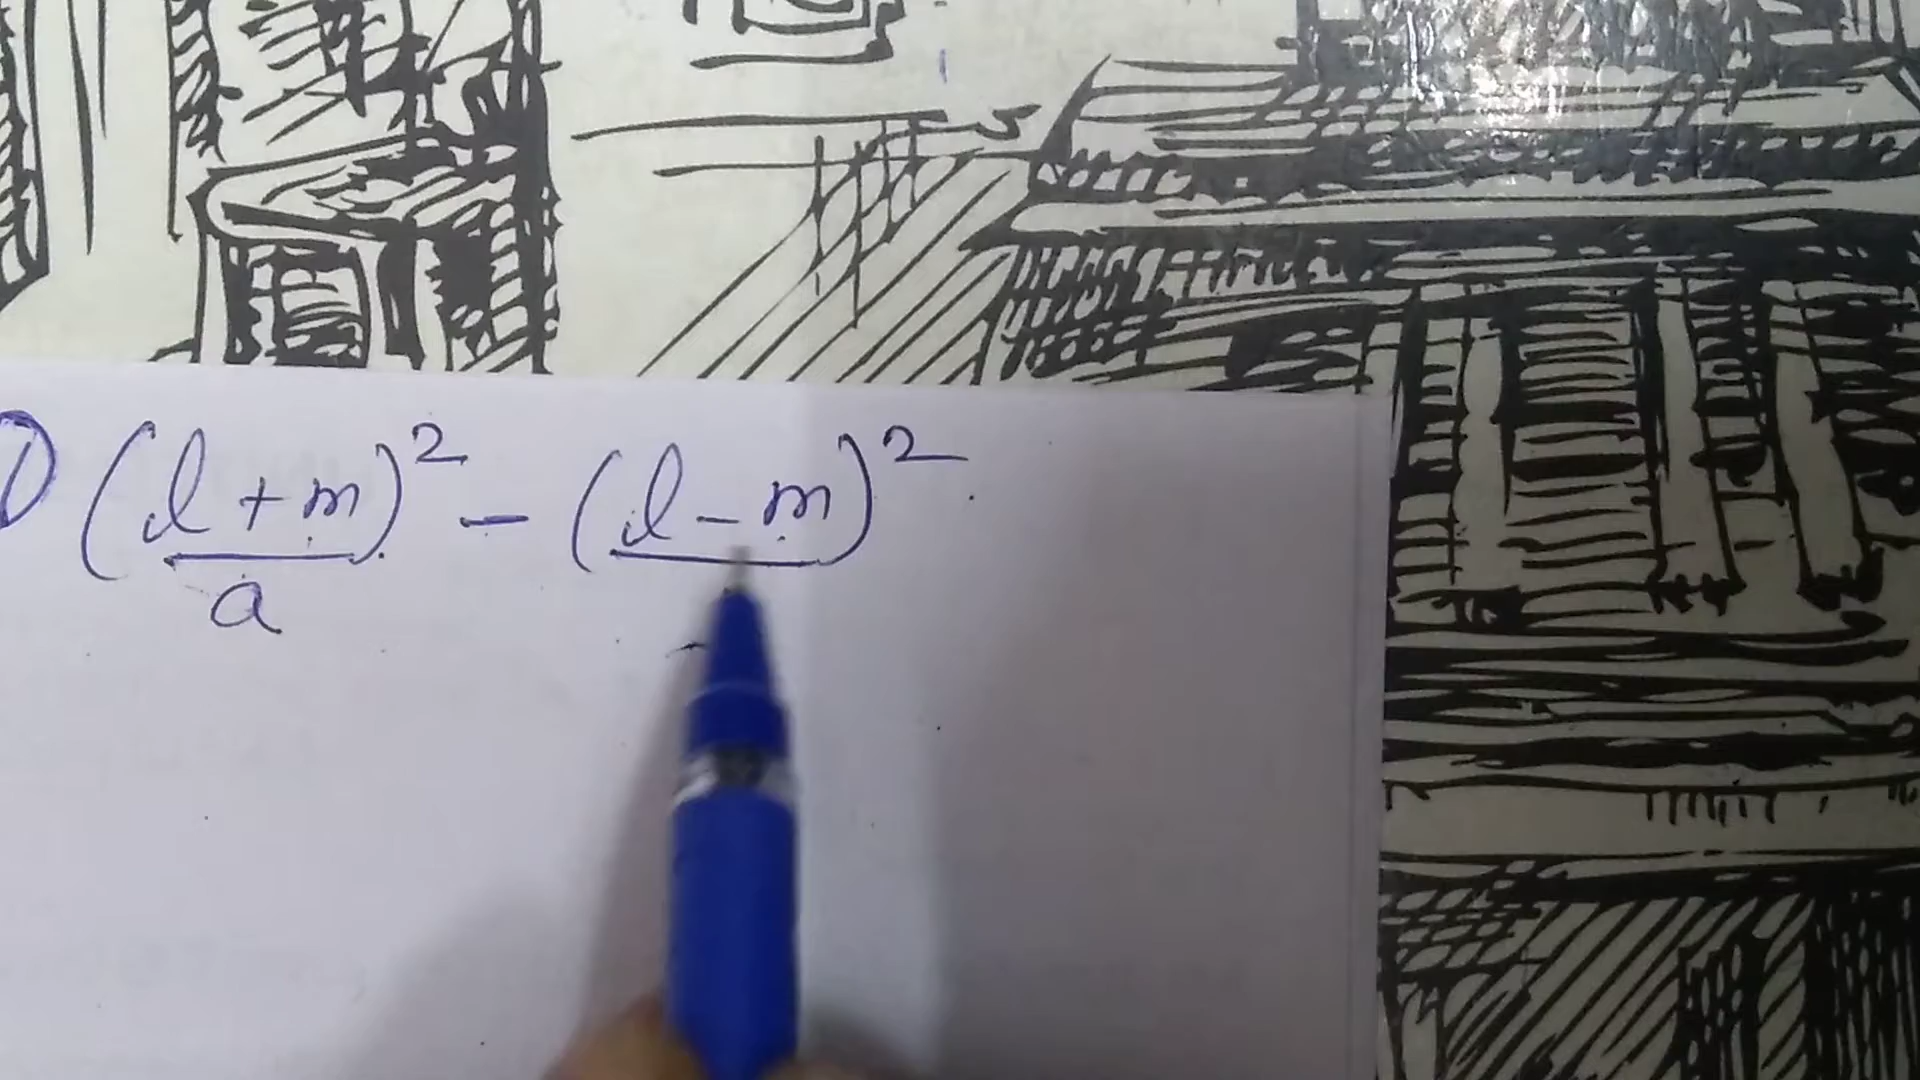 (l + m)² - (l - m)²
a